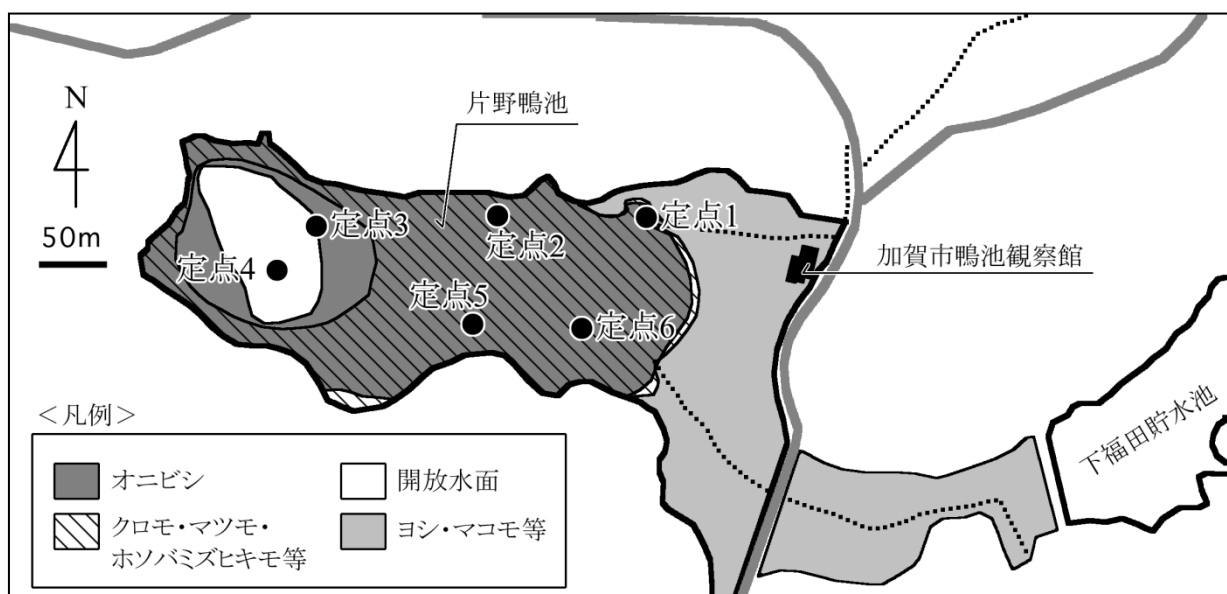 片野鴨池
N
50m
定点1
定点2
定点3
定点4
定点5
定点6
加賀市鴨池観察館
下福田貯水池
＜凡例＞
オニビシ
開放水面
クロモ・マツモ・
ホソバミズヒキモ等
ヨシ・マコモ等